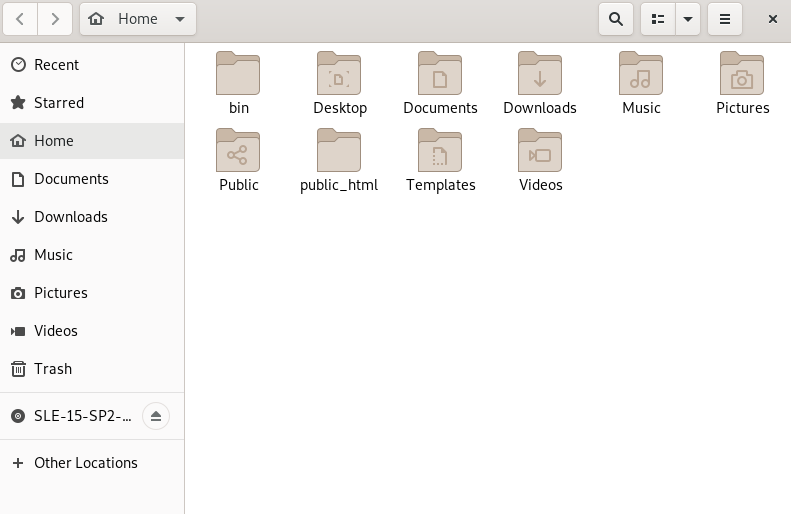 Home
Recent
Starred
Home
Documents
Downloads
Music
Pictures
Videos
Trash
SLE-15-SP2-...
Other Locations
bin Desktop Documents Downloads Music Pictures
Public public_html Templates Videos